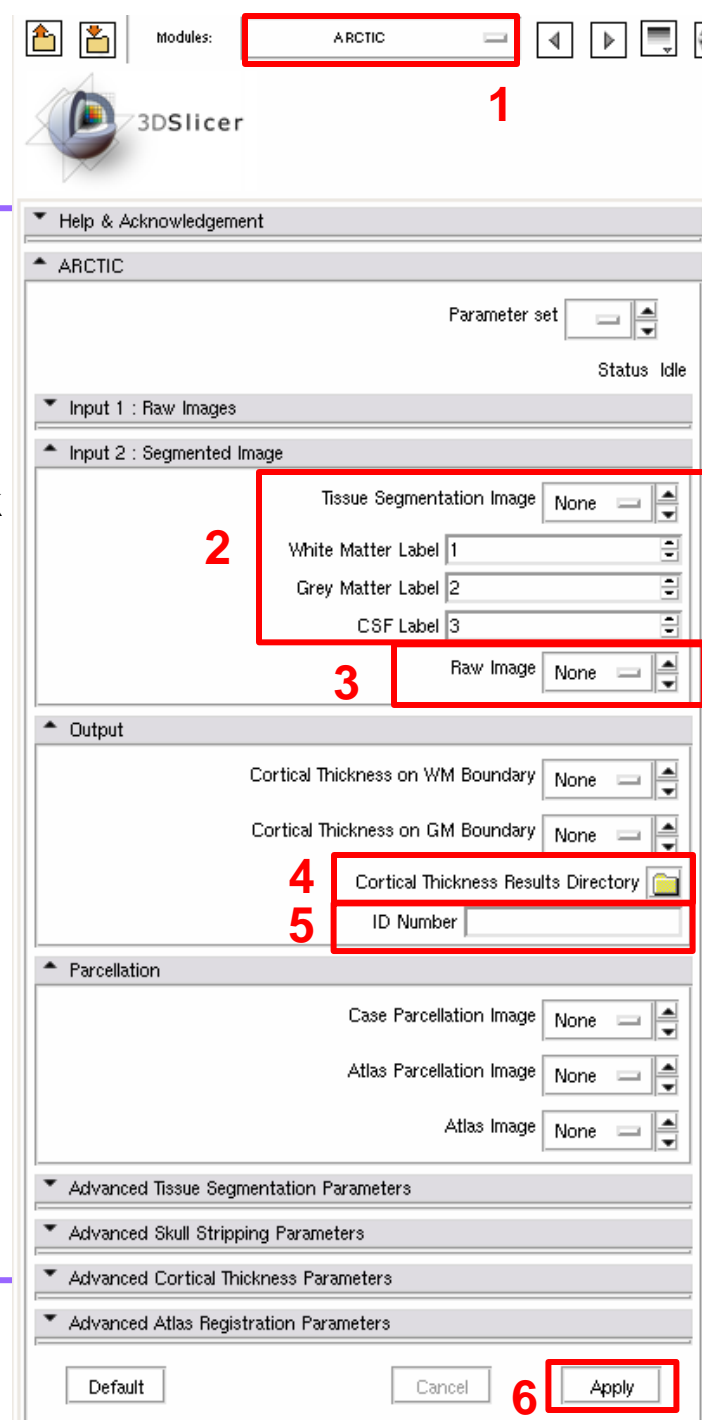 Modules: ARCTIC
1
3DSlicer
Help & Acknowledgement
ARCTIC
Parameter set
Status Idle
Input 1 : Raw Images
Input 2 : Segmented Image
Tissue Segmentation Image None
2
White Matter Label 1
Grey Matter Label 2
CSF Label 3
Raw Image None
3
Output
Cortical Thickness on WM Boundary None
Cortical Thickness on GM Boundary None
4 Cortical Thickness Results Directory
5 ID Number
Parcellation
Case Parcellation Image None
Atlas Parcellation Image None
Atlas Image None
Advanced Tissue Segmentation Parameters
Advanced Skull Stripping Parameters
Advanced Cortical Thickness Parameters
Advanced Atlas Registration Parameters
Default Cancel 6 Apply